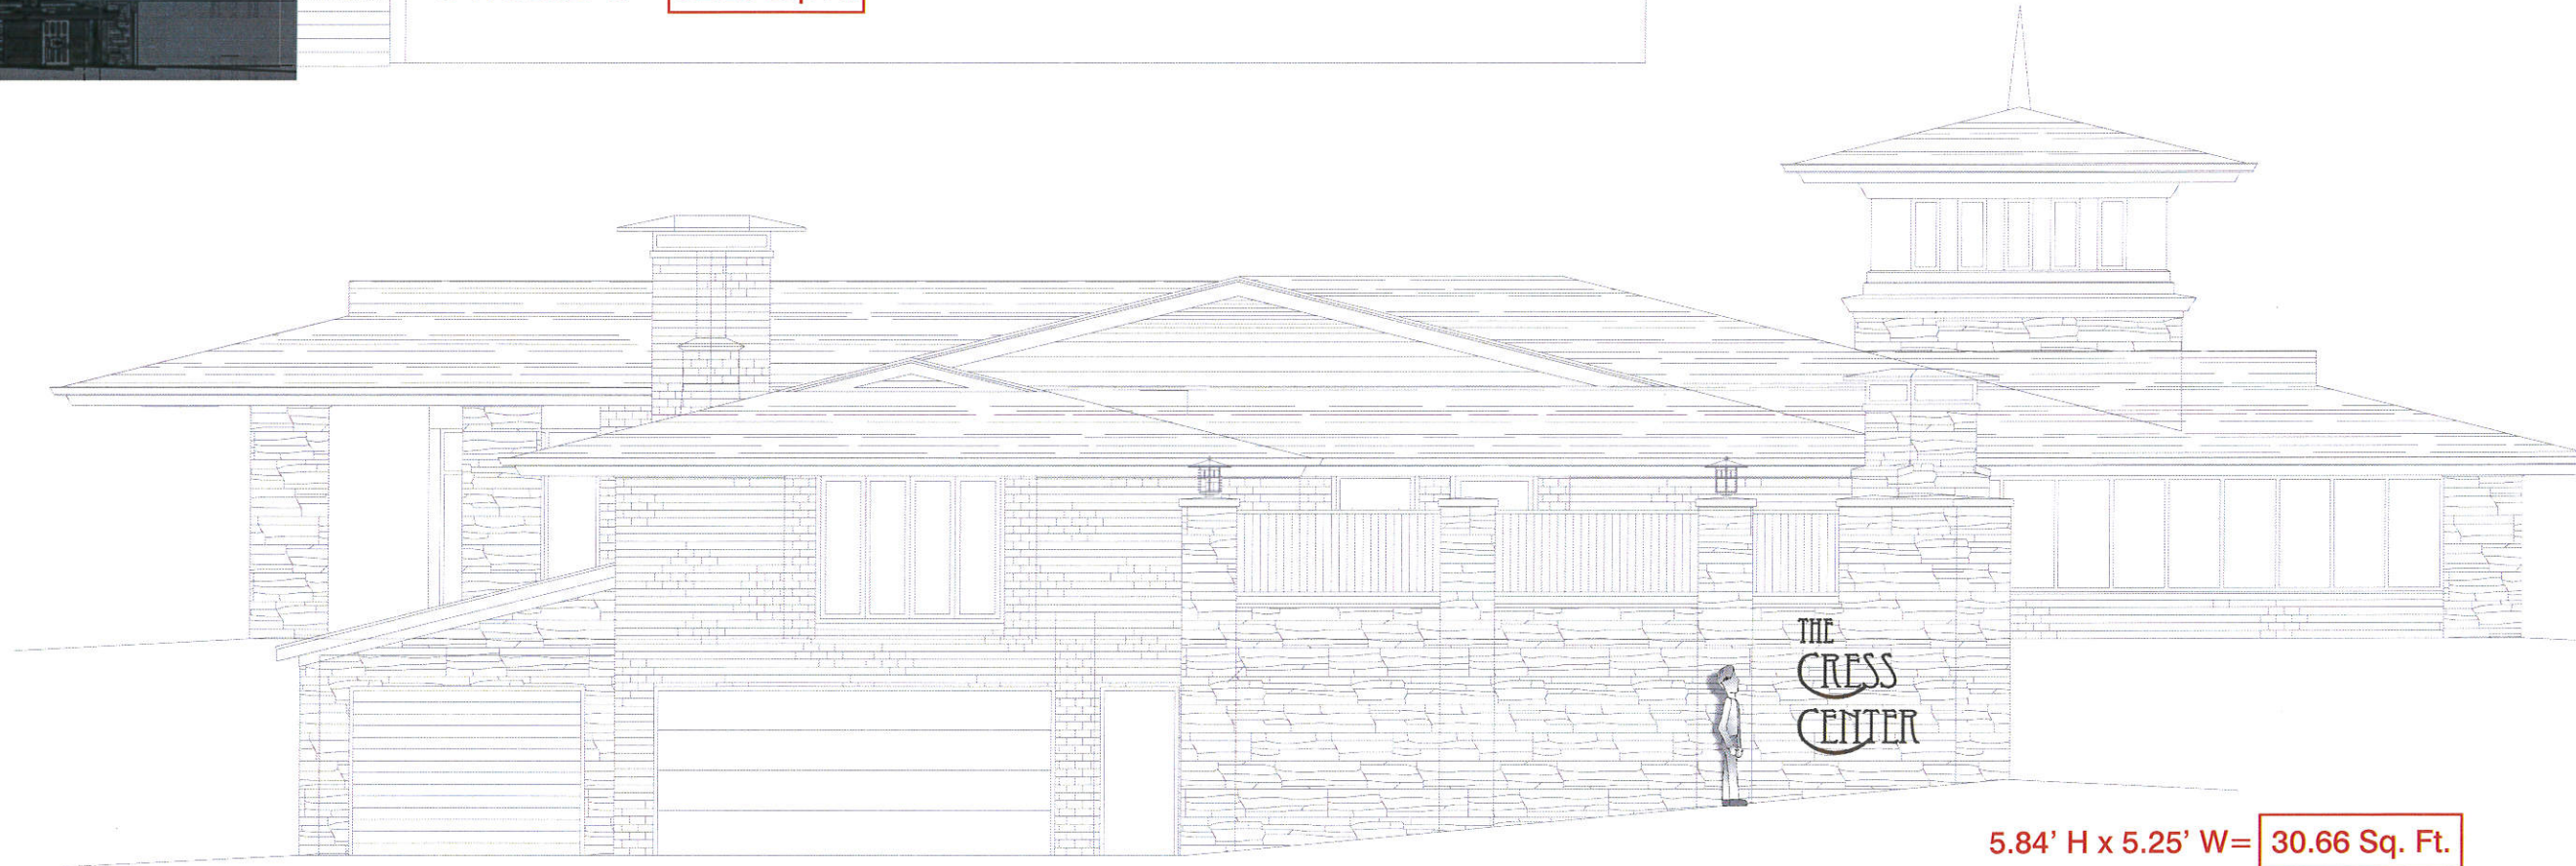 THE
CRESS
CENTER
5.84' H x 5.25' W= 30.66 Sq. Ft.